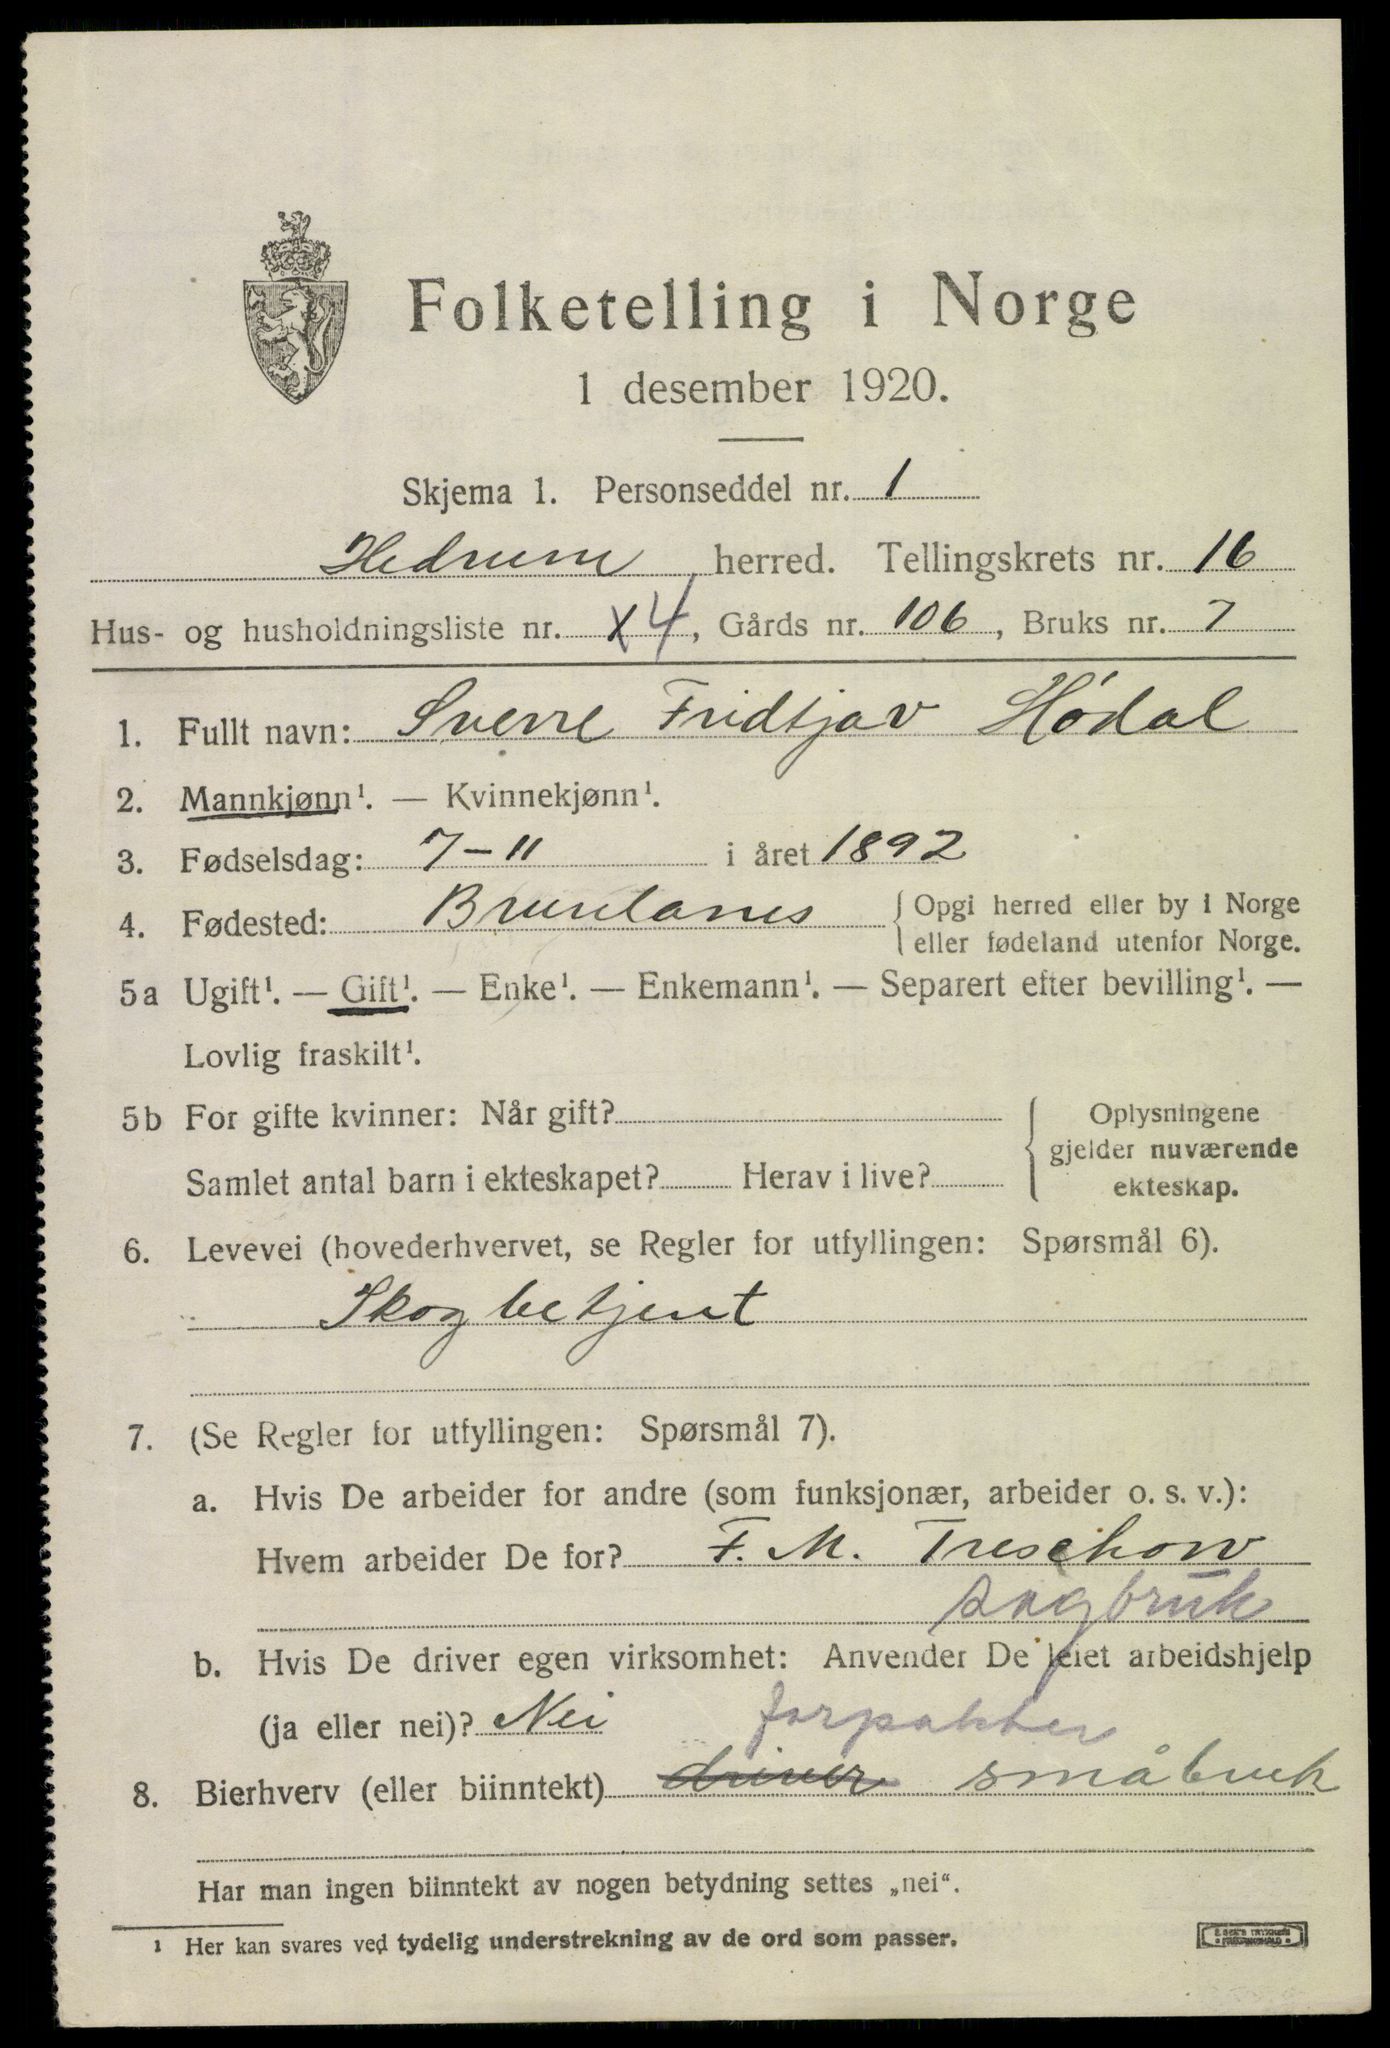 Folketelling i Norge
1 desember 1920.
Skjema 1. Personseddel nr. 1
Hedrum herred. Tellingskrets nr. 16
Hus- og husholdningsliste nr. X4, Gårds nr. 106, Bruks nr. 7
1. Fullt navn: Sverre Fridtjav Hódal
2. Mannkjønn¹. — Kvinnekjønn¹.
3. Fødselsdag: 7-11 i året 1892
4. Fødested: Brunlanes { Opgi herred eller by i Norge
eller fødeland utenfor Norge.
5a Ugift¹. — Gift¹. — Enke¹. — Enkemann¹. — Separert efter bevilling¹. —
Lovlig fraskilt¹.
5b For gifte kvinner: Når gift?
Samlet antal barn i ekteskapet? Herav i live?
{ Oplysningene
gjelder nuværende
ekteskap.
6. Levevei (hovederhvervet, se Regler for utfyllingen: Spørsmål 6).
Skogbetjent
7. (Se Regler for utfyllingen: Spørsmål 7).
a. Hvis De arbeider for andre (som funksjonær, arbeider o. s. v.):
Hvem arbeider De for? F. M. Treschow
sagbruk
b. Hvis De driver egen virksomhet: Anvender De leiet arbeidshjelp
(ja eller nei)? Nei forpakter
8. Bierhverv (eller biinntekt) driver småbruk
Har man ingen biinntekt av nogen betydning settes „nei“.
¹ Her kan svares ved tydelig understrekning av de ord som passer.